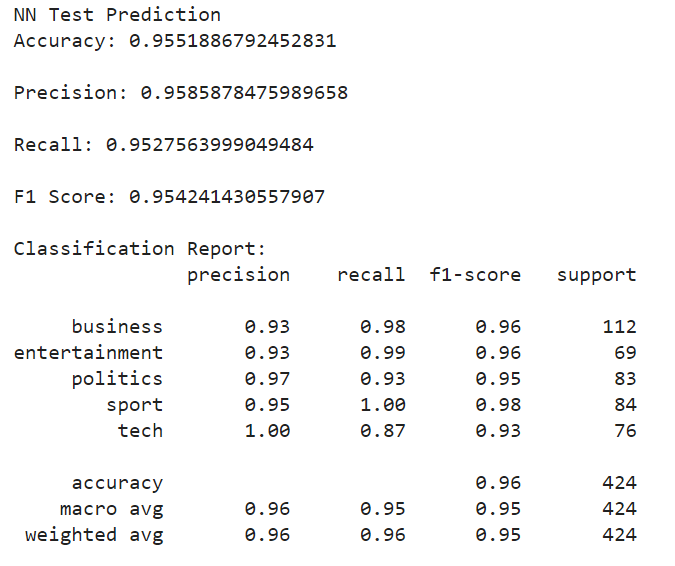 NN Test Prediction
Accuracy: 0.9551886792452831
Precision: 0.9585878475989658
Recall: 0.9527563999049484
F1 Score: 0.954241430557907
Classification Report:
precision recall f1-score support
business 0.93 0.98 0.96 112
entertainment 0.93 0.99 0.96 69
politics 0.97 0.93 0.95 83
sport 0.95 1.00 0.98 84
tech 1.00 0.87 0.93 76
accuracy 0.96 424
macro avg 0.96 0.95 0.95 424
weighted avg 0.96 0.96 0.95 424